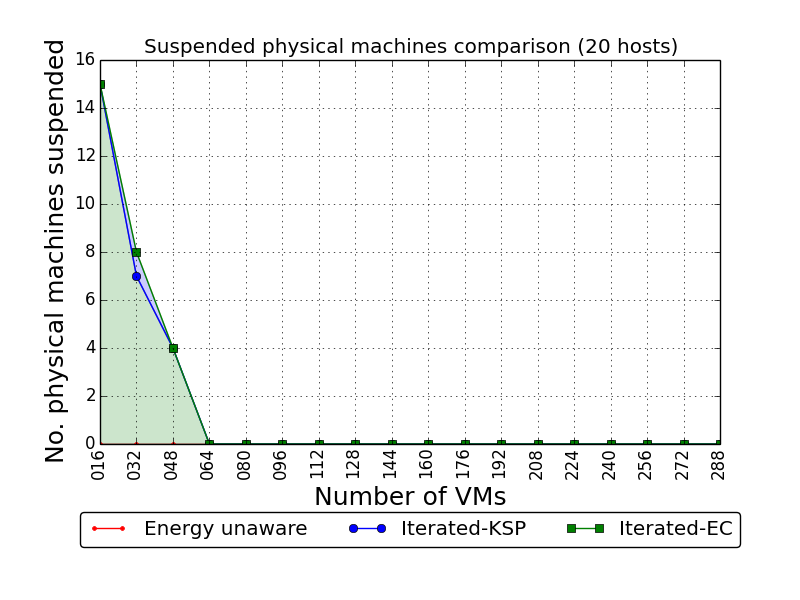 Suspended physical machines comparison (20 hosts)
No. physical machines suspended
16
14
12
10
8
6
4
2
0
016 032 048 064 080 096 112 128 144 160 176 192 208 224 240 256 272 288
Number of VMs
Energy unaware Iterated-KSP Iterated-EC